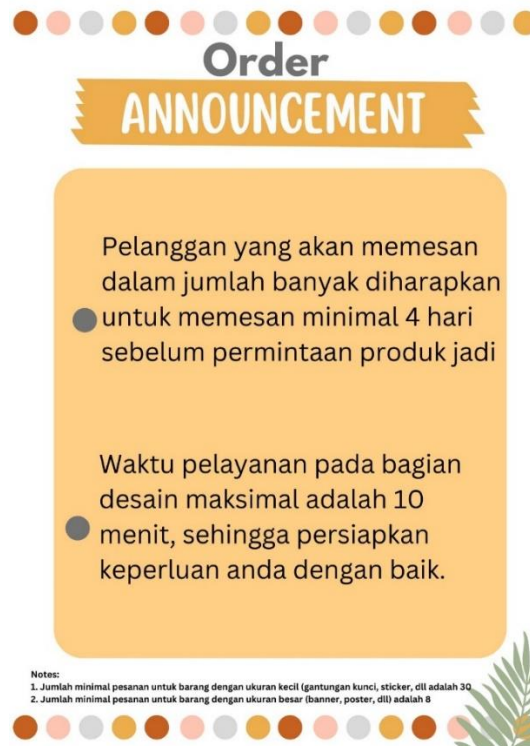 Order
ANNOUNCEMENT
Pelanggan yang akan memesan
dalam jumlah banyak diharapkan
untuk memesan minimal 4 hari
sebelum permintaan produk jadi
Waktu pelayanan pada bagian
desain maksimal adalah 10
menit, sehingga persiapkan
keperluan anda dengan baik.
Notes:
1. Jumlah minimal pesanan untuk barang dengan ukuran kecil (gantungan kunci, sticker, dll adalah 30
2. Jumlah minimal pesanan untuk barang dengan ukuran besar (banner, poster, dll) adalah 8